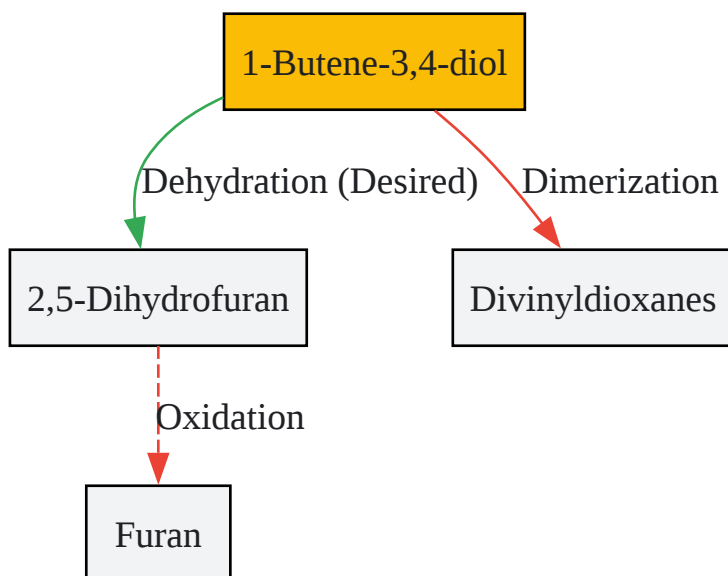 1-Butene-3,4-diol
Dehydration (Desired)
Dimerization
2,5-Dihydrofuran
Divinyldioxanes
Oxidation
Furan